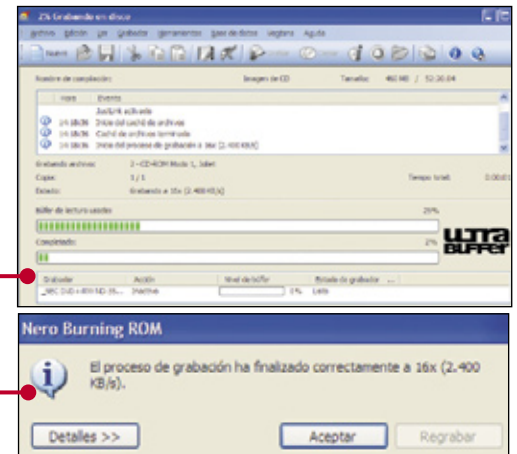 2% Grabando en disco
Archivo Edición Ver Grabador Herramientas Base de datos Ventana Ayuda
Nuevo
Nombre de compilación: Imagen de CD Tamaño: 52:20.04
Hora Evento
JustLink activado
14:18:36 Inicio del caché de archivos
14:18:36 Caché de archivos terminado
14:18:36 Inicio del proceso de grabación a 16x (2.400 KB/s)
Grabando archivos: 2 - CD-ROM Modo 1, Joliet
Copia: 1/1 Tiempo total:
Estado: Grabando a 16x (2.400 KB/s)
Búfer de lectura usados: 25%
Completado: 2%
ULTRA
BUFFER
Grabador Acción Nivel de búfer Estado de grabador ...
Inactivo 0% Listo
Nero Burning ROM
El proceso de grabación ha finalizado correctamente a 16x (2.400
KB/s).
Detalles >> Aceptar Regrabar